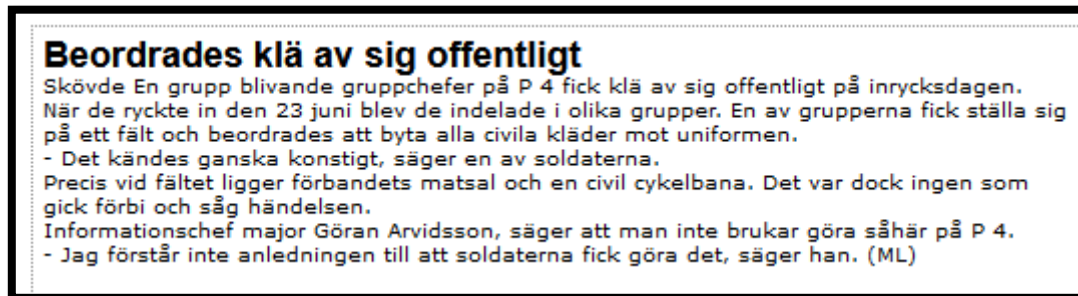 Beordrades klä av sig offentligt
Skövde En grupp blivande gruppchefer på P 4 fick klä av sig offentligt på inrycksdagen.
När de ryckte in den 23 juni blev de indelade i olika grupper. En av grupperna fick ställa sig
på ett fält och beordrades att byta alla civila kläder mot uniformen.
- Det kändes ganska konstigt, säger en av soldaterna.
Precis vid fältet ligger förbandets matsal och en civil cykelbana. Det var dock ingen som
gick förbi och såg händelsen.
Informationschef major Göran Arvidsson, säger att man inte brukar göra såhär på P 4.
- Jag förstår inte anledningen till att soldaterna fick göra det, säger han. (ML)